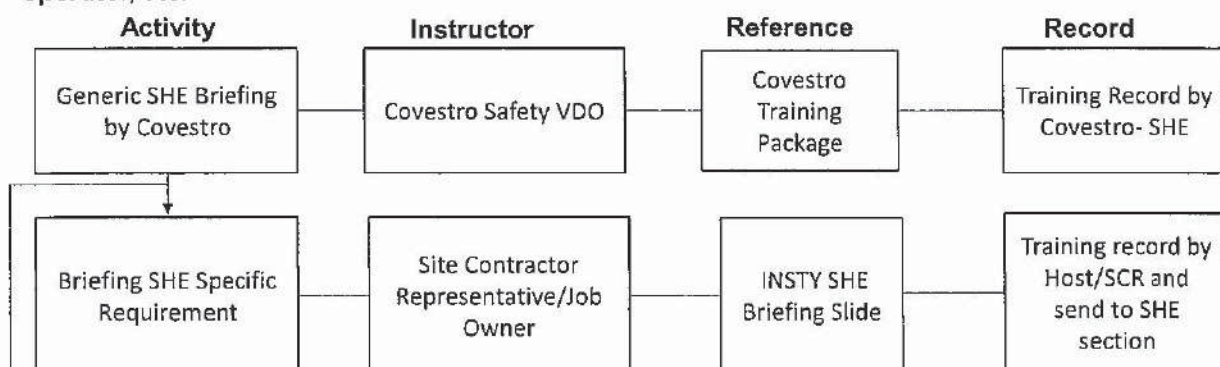 Activity
Instructor
Reference
Record
Generic SHE Briefing
by Covestro
Covestro Safety VDO
Covestro
Training
Package
Training Record by
Covestro- SHE
Briefing SHE Specific
Requirement
Site Contractor
Representative/Job
Owner
INSTY SHE
Briefing Slide
Training record by
Host/SCR and
send to SHE
section